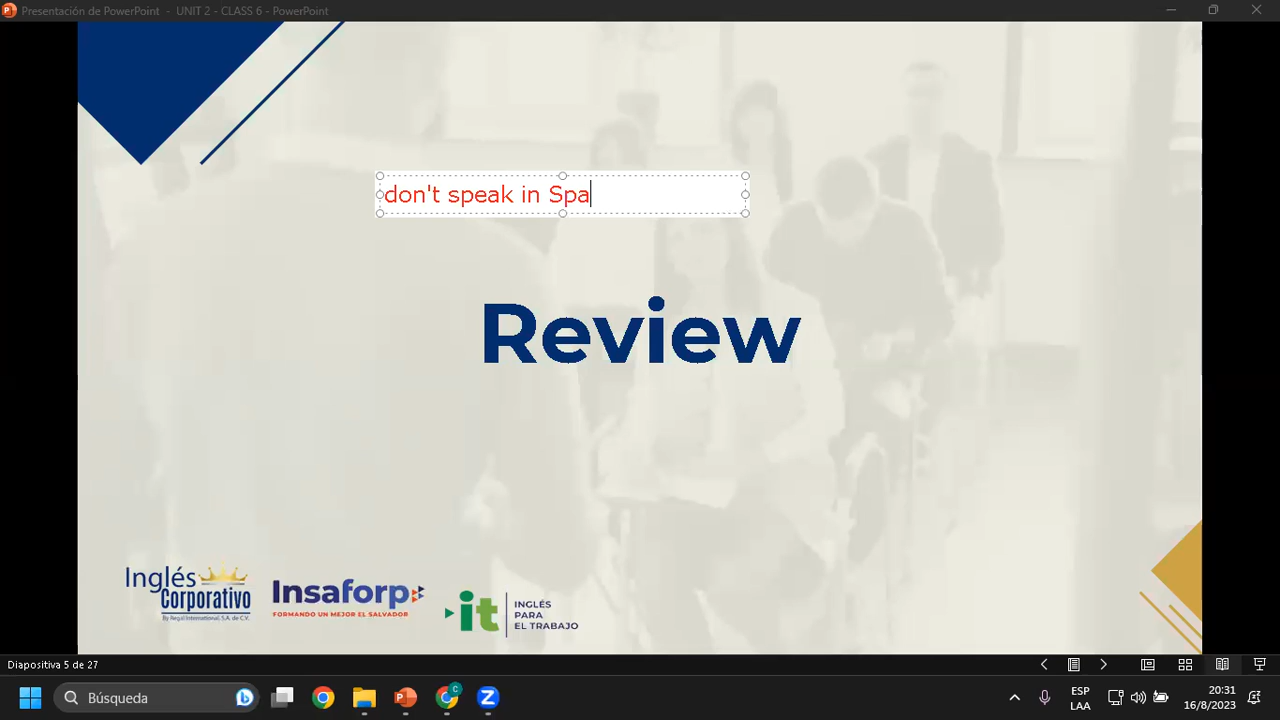 Presentación de PowerPoint - UNIT 2 - CLASS 6 - PowerPoint
don't speak in Spa
Review
Inglés
Corporativo
By Regal International, S.A. de C.V.
Insaforp
FORMANDO UN MEJOR EL SALVADOR
it
INGLÉS
PARA
EL TRABAJO
Diapositiva 5 de 27
Búsqueda
ESP
LAA
20:31
16/8/2023